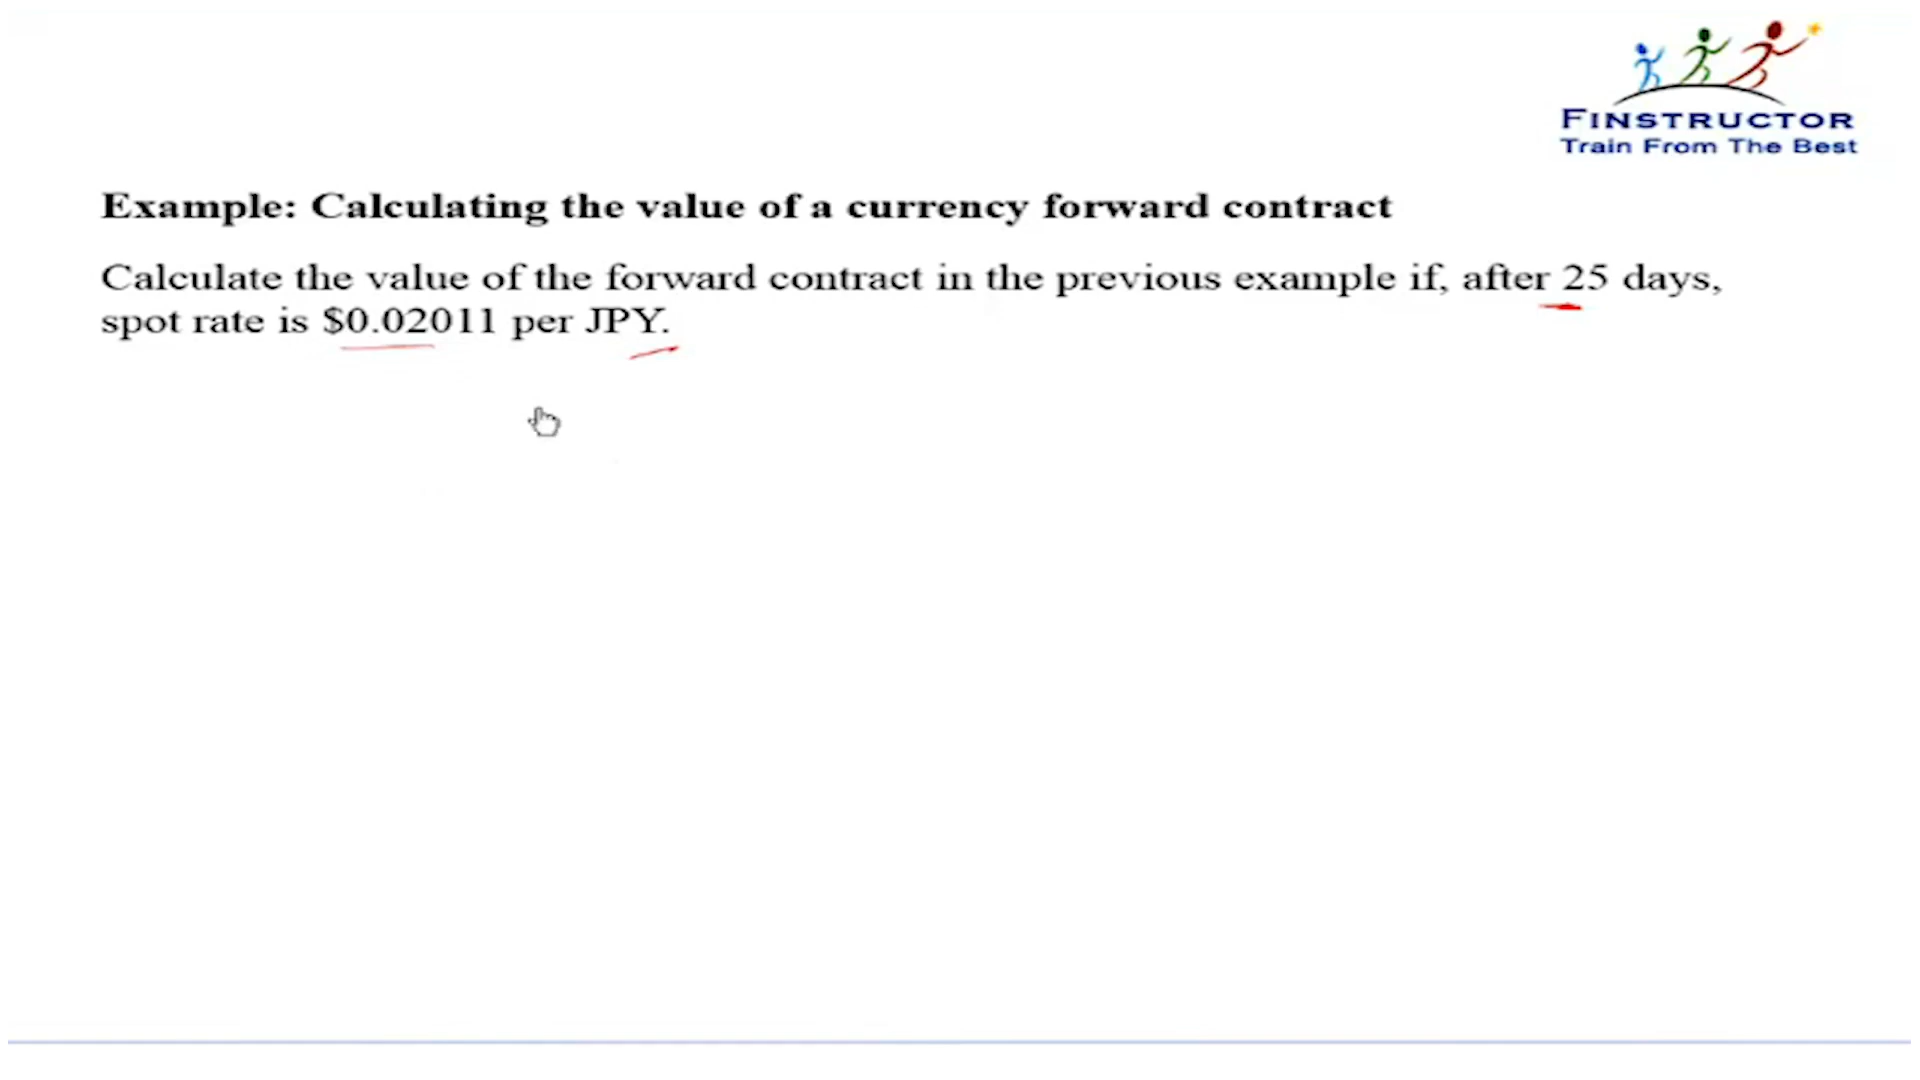 FINSTRUCTOR
Train From The Best
Example: Calculating the value of a currency forward contract
Calculate the value of the forward contract in the previous example if, after 25 days,
spot rate is $0.02011 per JPY.